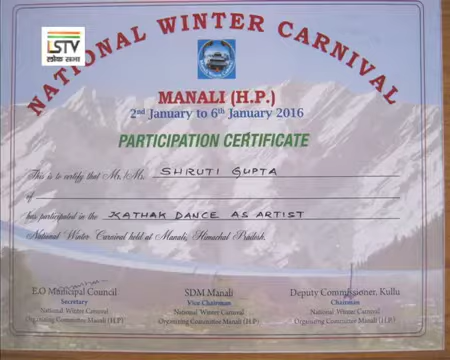 LSTV
लोक सभा
NATIONAL WINTER CARNIVAL
MANALI (H.P.)
2nd January to 6th January 2016
PARTICIPATION CERTIFICATE
This is to certify that Mr./Ms. SHRUTI GUPTA
of
has participated in the KATHAK DANCE AS ARTIST
National Winter Carnival held at Manali, Himachal Pradesh.
E.O Municipal Council
Secretary
National Winter Carnival
Organizing Committee Manali (H.P)
SDM Manali
Vice Chairman
National Winter Carnival
Organizing Committee Manali (H.P)
Deputy Commissioner, Kullu
Chairman
National Winter Carnival
Organizing Committee Manali (H.P.)